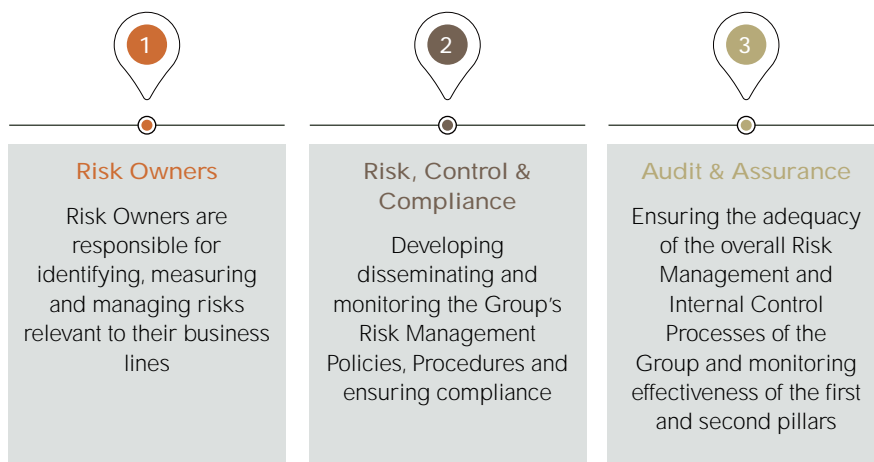 1
Risk Owners
Risk Owners are
responsible for
identifying, measuring
and managing risks
relevant to their business
lines
2
Risk, Control &
Compliance
Developing
disseminating and
monitoring the Group's
Risk Management
Policies, Procedures and
ensuring compliance
3
Audit & Assurance
Ensuring the adequacy
of the overall Risk
Management and
Internal Control
Processes of the
Group and monitoring
effectiveness of the first
and second pillars